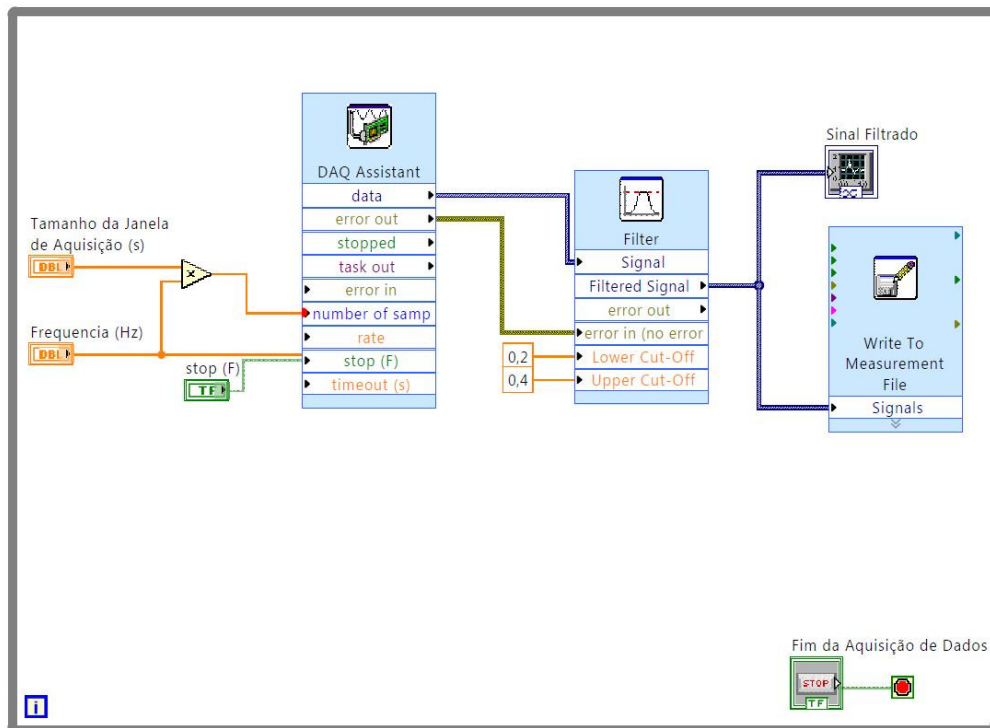 Tamanho da Janela
de Aquisição (s)
DBL
Frequencia (Hz)
DBL
×
stop (F)
TF
DAQ Assistant
data
error out
stopped
task out
error in
number of samp
rate
stop (F)
timeout (s)
0,2
0,4
Filter
Signal
Filtered Signal
error out
error in (no error
Lower Cut-Off
Upper Cut-Off
Sinal Filtrado
Write To
Measurement
File
Signals
Fim da Aquisição de Dados
STOP
TF
i